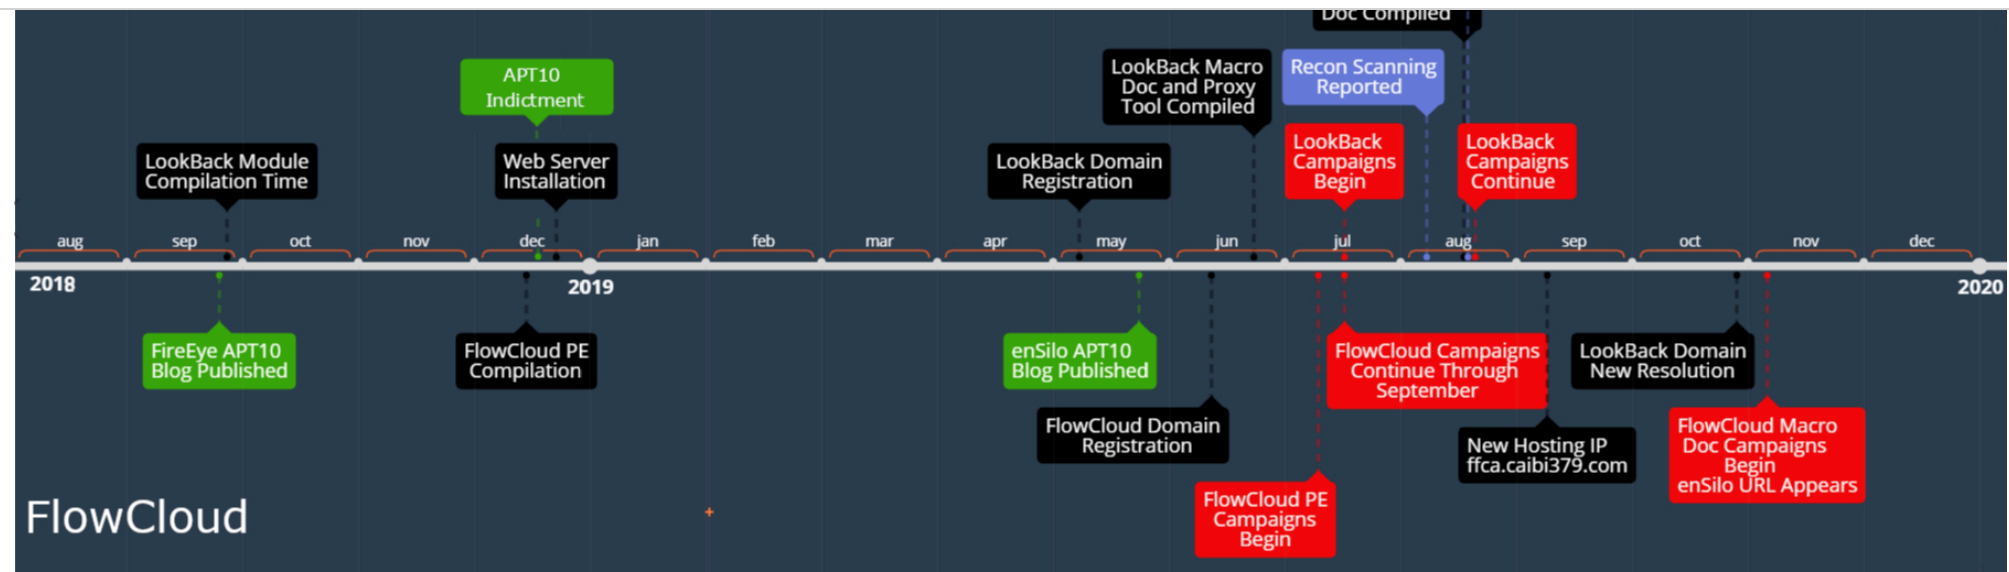 Doc Compiled
APT10
Indictment
LookBack Macro
Doc and Proxy
Tool Compiled
Recon Scanning
Reported
LookBack Module
Compilation Time
Web Server
Installation
LookBack Domain
Registration
LookBack
Campaigns
Begin
LookBack
Campaigns
Continue
aug sep oct nov dec jan feb mar apr may jun jul aug sep oct nov dec
2018 2019 2020
FireEye APT10
Blog Published
FlowCloud PE
Compilation
enSilo APT10
Blog Published
FlowCloud Campaigns
Continue Through
September
LookBack Domain
New Resolution
FlowCloud Domain
Registration
New Hosting IP
ffca.caibi379.com
FlowCloud Macro
Doc Campaigns
Begin
enSilo URL Appears
FlowCloud PE
Campaigns
Begin
FlowCloud